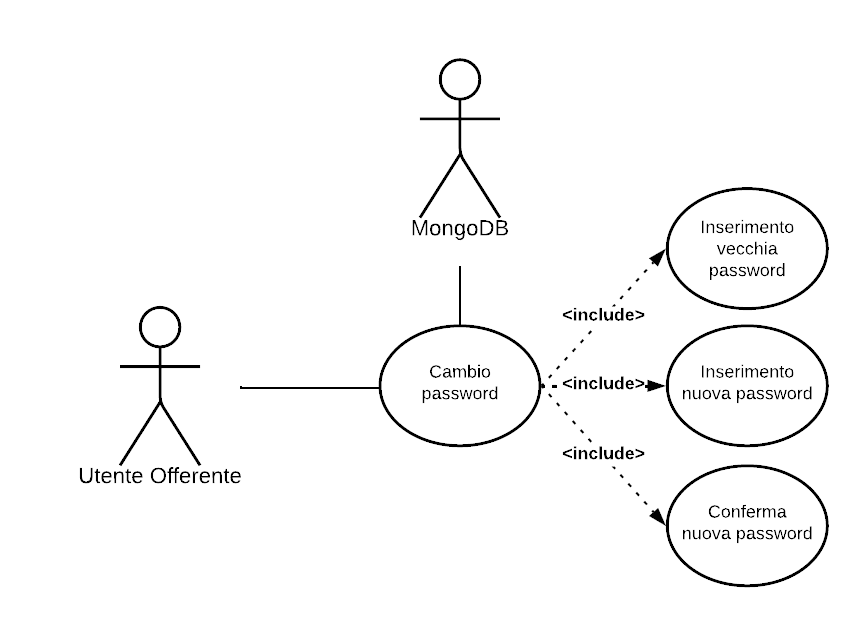 MongoDB
Inserimento
vecchia
password
<include>
Cambio
password
<include>
Inserimento
nuova password
<include>
Utente Offerente
Conferma
nuova password